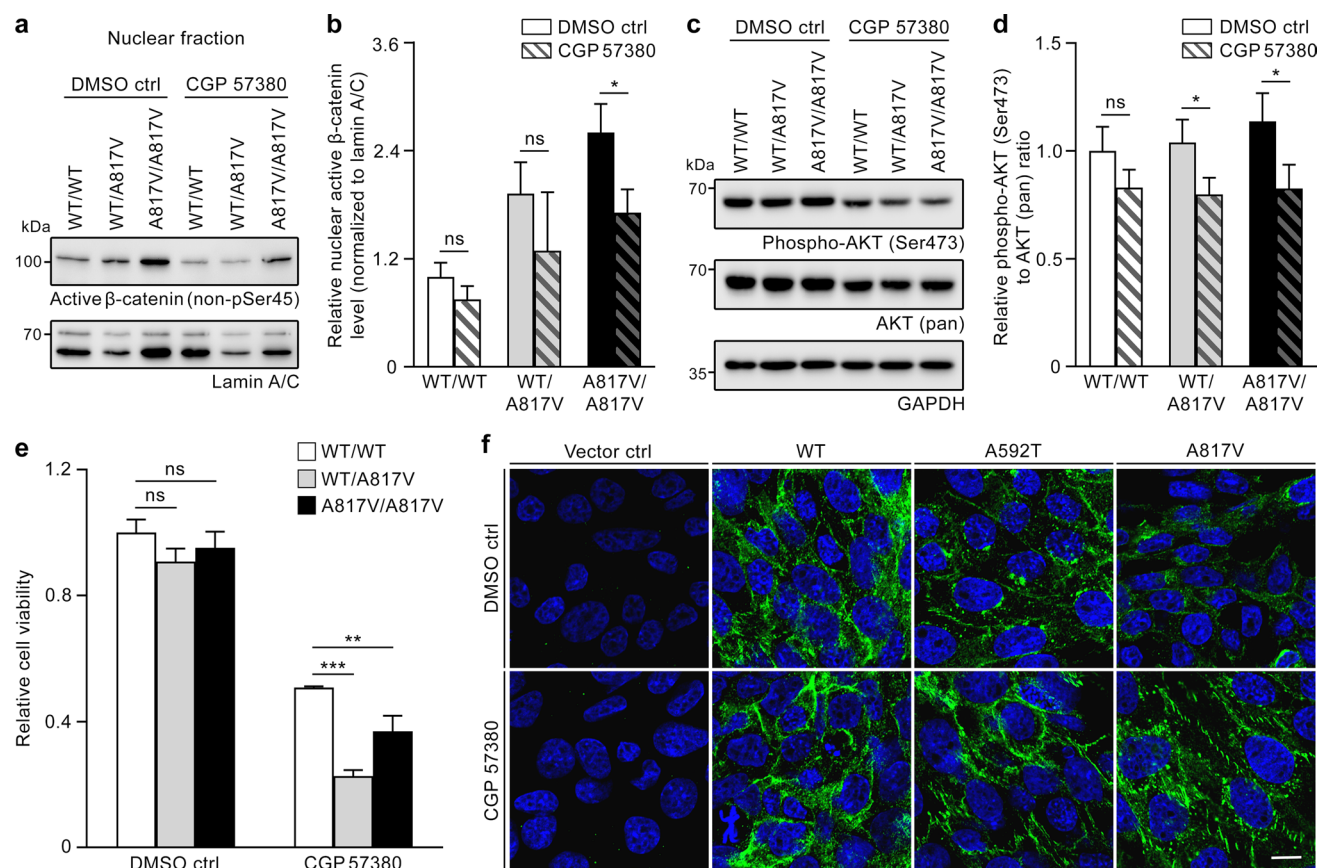 a
Nuclear fraction
DMSO ctrl CGP 57380
WT/WT WT/A817V A817V/A817V WT/WT WT/A817V A817V/A817V
kDa
100
Active β-catenin (non-pSer45)
70
Lamin A/C
b
DMSO ctrl
CGP 57380
Relative nuclear active β-catenin
level (normalized to lamin A/C)
3.6
2.4
1.2
0
ns
ns
*
WT/WT WT/ A817V/
A817V A817V
c
DMSO ctrl CGP 57380
WT/WT WT/A817V A817V/A817V WT/WT WT/A817V A817V/A817V
kDa
70
Phospho-AKT (Ser473)
70
AKT (pan)
35
GAPDH
d
DMSO ctrl
CGP 57380
Relative phospho-AKT (Ser473)
to AKT (pan) ratio
1.5
1.0
0.5
0
ns
*
*
WT/WT WT/ A817V/
A817V A817V
e
WT/WT
WT/A817V
A817V/A817V
Relative cell viability
1.2
0.8
0.4
0
ns
ns
**
***
DMSO ctrl CGP 57380
f
Vector ctrl WT A592T A817V
DMSO ctrl
CGP 57380